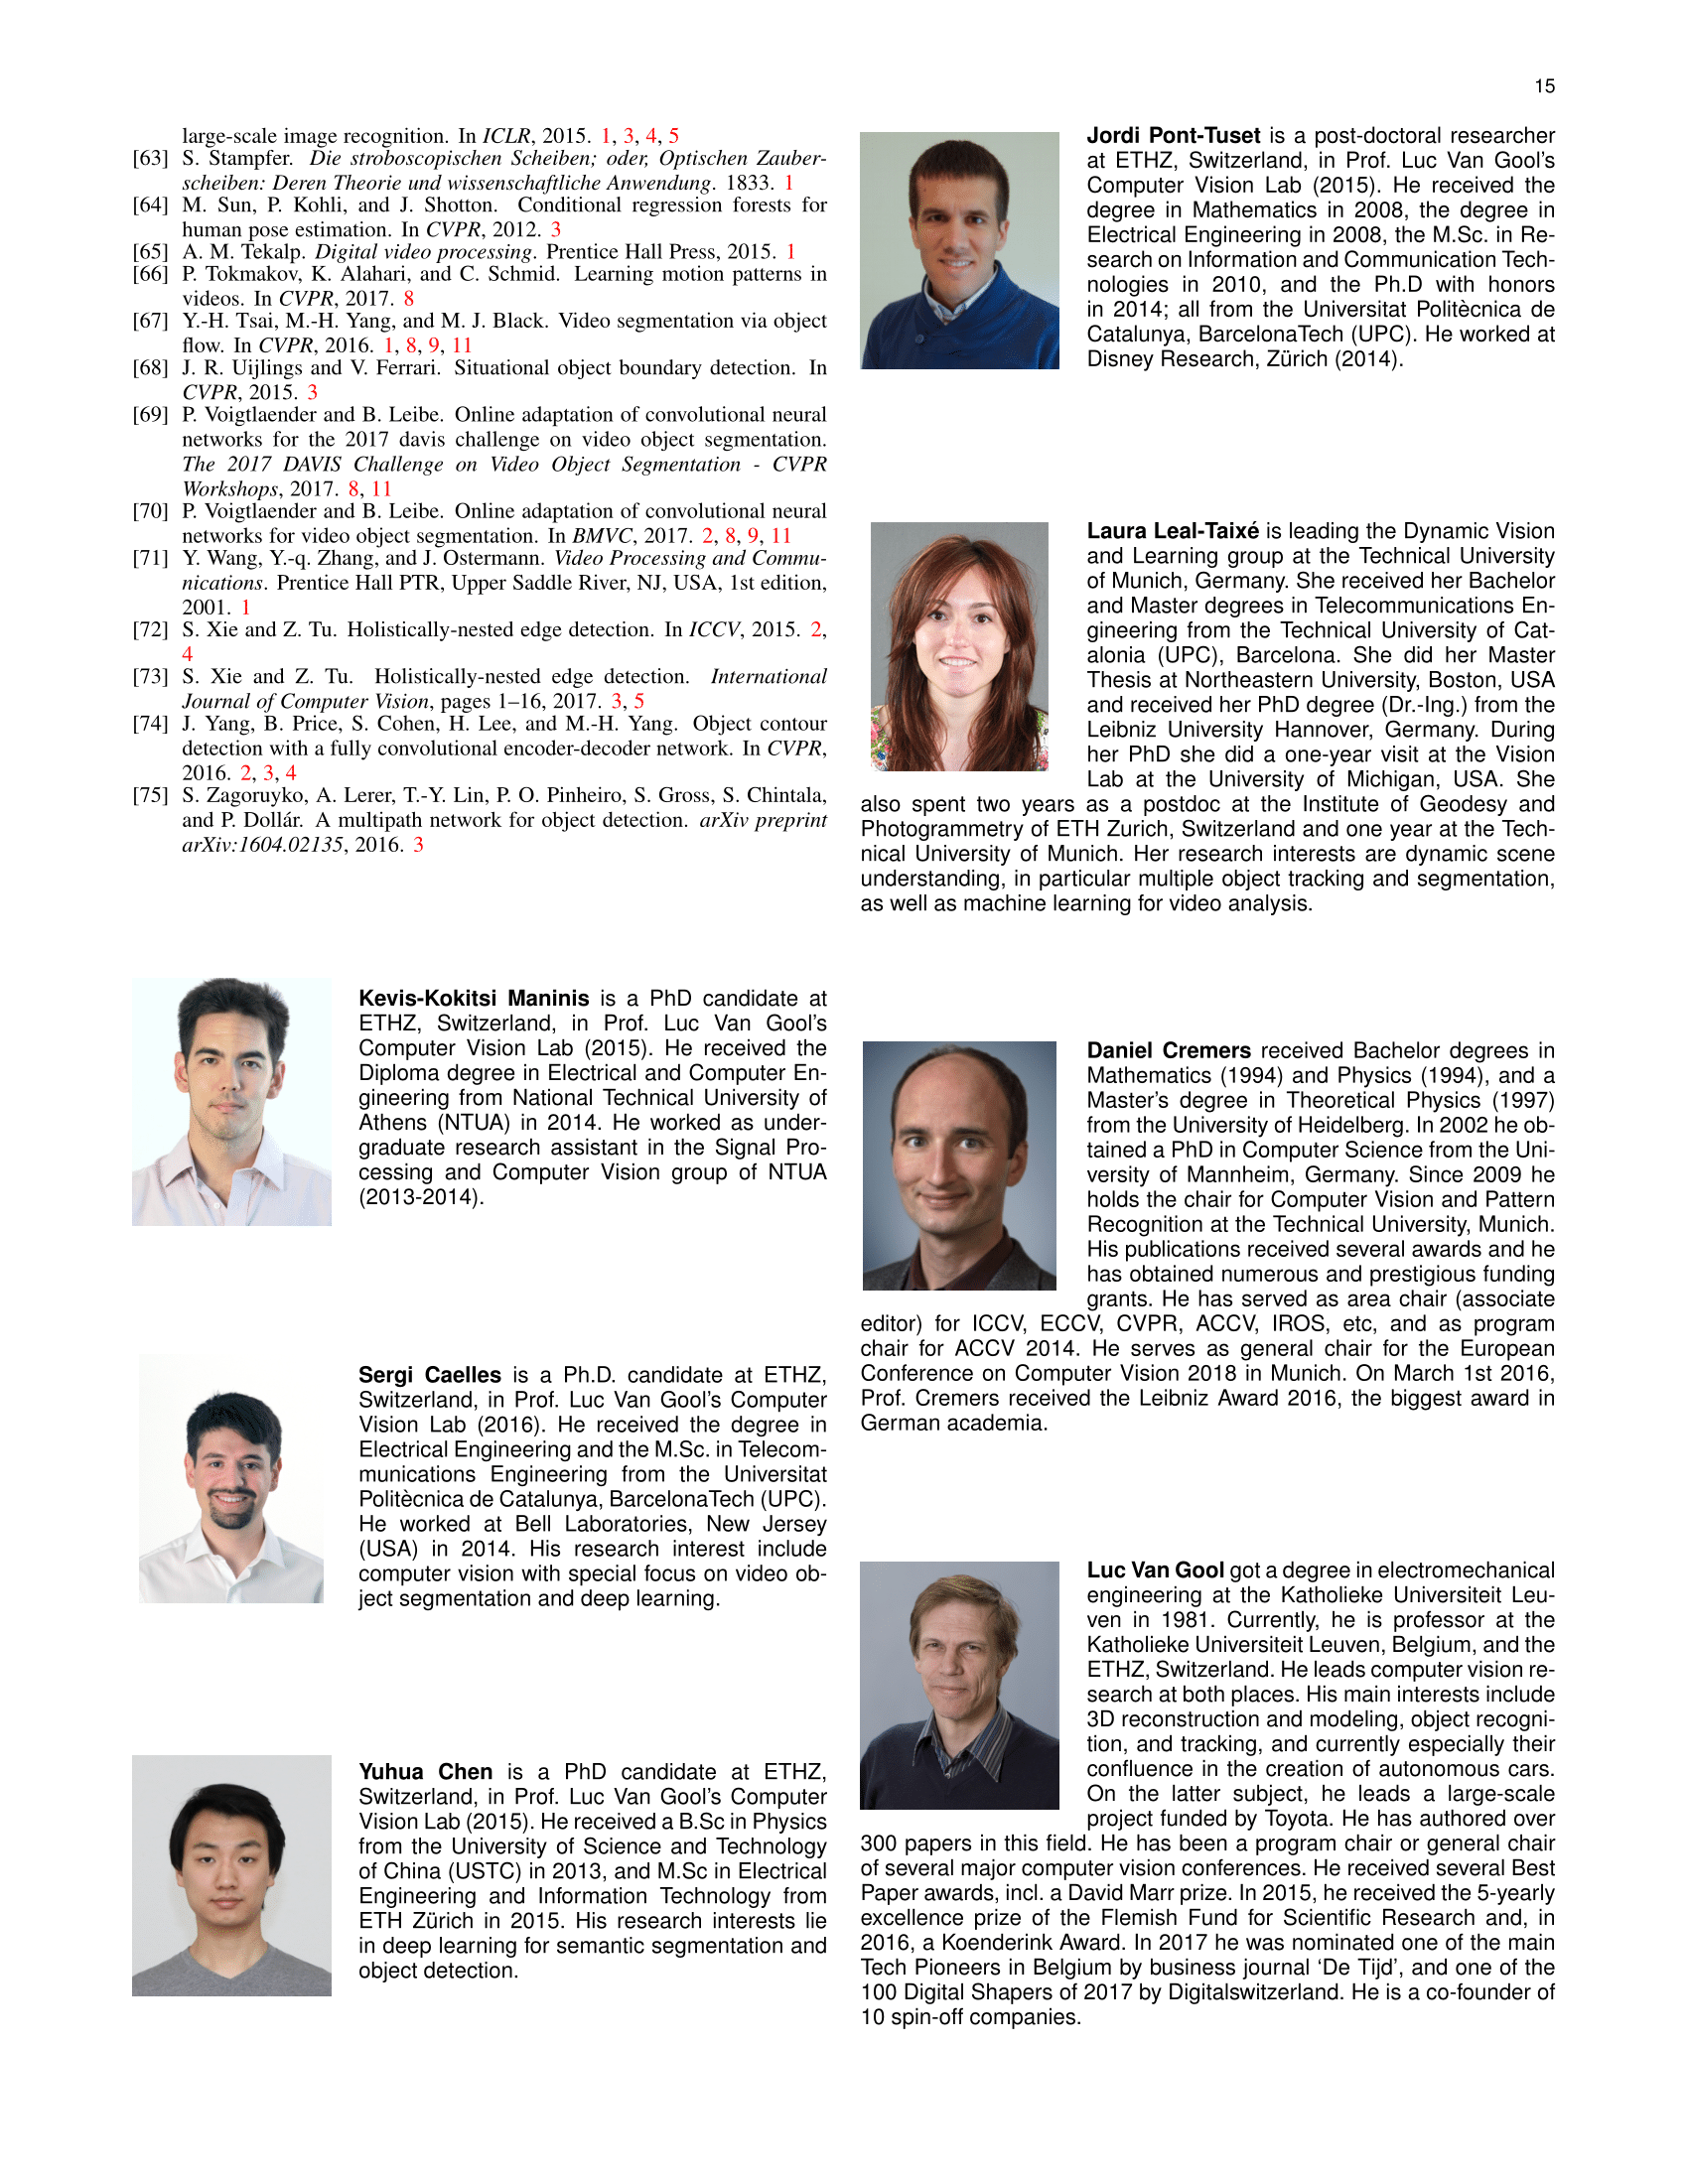 15
large-scale image recognition. In ICLR, 2015. 1, 3, 4, 5
[63] S. Stampfer. Die stroboscopischen Scheiben; oder, Optischen Zauber-
scheiben: Deren Theorie und wissenschaftliche Anwendung. 1833. 1
[64] M. Sun, P. Kohli, and J. Shotton. Conditional regression forests for
human pose estimation. In CVPR, 2012. 3
[65] A. M. Tekalp. Digital video processing. Prentice Hall Press, 2015. 1
[66] P. Tokmakov, K. Alahari, and C. Schmid. Learning motion patterns in
videos. In CVPR, 2017. 8
[67] Y.-H. Tsai, M.-H. Yang, and M. J. Black. Video segmentation via object
flow. In CVPR, 2016. 1, 8, 9, 11
[68] J. R. Uijlings and V. Ferrari. Situational object boundary detection. In
CVPR, 2015. 3
[69] P. Voigtlaender and B. Leibe. Online adaptation of convolutional neural
networks for the 2017 davis challenge on video object segmentation.
The 2017 DAVIS Challenge on Video Object Segmentation - CVPR
Workshops, 2017. 8, 11
[70] P. Voigtlaender and B. Leibe. Online adaptation of convolutional neural
networks for video object segmentation. In BMVC, 2017. 2, 8, 9, 11
[71] Y. Wang, Y.-q. Zhang, and J. Ostermann. Video Processing and Commu-
nications. Prentice Hall PTR, Upper Saddle River, NJ, USA, 1st edition,
2001. 1
[72] S. Xie and Z. Tu. Holistically-nested edge detection. In ICCV, 2015. 2,
4
[73] S. Xie and Z. Tu. Holistically-nested edge detection. International
Journal of Computer Vision, pages 1–16, 2017. 3, 5
[74] J. Yang, B. Price, S. Cohen, H. Lee, and M.-H. Yang. Object contour
detection with a fully convolutional encoder-decoder network. In CVPR,
2016. 2, 3, 4
[75] S. Zagoruyko, A. Lerer, T.-Y. Lin, P. O. Pinheiro, S. Gross, S. Chintala,
and P. Dollár. A multipath network for object detection. arXiv preprint
arXiv:1604.02135, 2016. 3
Kevis-Kokitsi Maninis is a PhD candidate at
ETHZ, Switzerland, in Prof. Luc Van Gool's
Computer Vision Lab (2015). He received the
Diploma degree in Electrical and Computer En-
gineering from National Technical University of
Athens (NTUA) in 2014. He worked as under-
graduate research assistant in the Signal Pro-
cessing and Computer Vision group of NTUA
(2013-2014).
Sergi Caelles is a Ph.D. candidate at ETHZ,
Switzerland, in Prof. Luc Van Gool's Computer
Vision Lab (2016). He received the degree in
Electrical Engineering and the M.Sc. in Telecom-
munications Engineering from the Universitat
Politècnica de Catalunya, BarcelonaTech (UPC).
He worked at Bell Laboratories, New Jersey
(USA) in 2014. His research interest include
computer vision with special focus on video ob-
ject segmentation and deep learning.
Yuhua Chen is a PhD candidate at ETHZ,
Switzerland, in Prof. Luc Van Gool's Computer
Vision Lab (2015). He received a B.Sc in Physics
from the University of Science and Technology
of China (USTC) in 2013, and M.Sc in Electrical
Engineering and Information Technology from
ETH Zürich in 2015. His research interests lie
in deep learning for semantic segmentation and
object detection.
Jordi Pont-Tuset is a post-doctoral researcher
at ETHZ, Switzerland, in Prof. Luc Van Gool's
Computer Vision Lab (2015). He received the
degree in Mathematics in 2008, the degree in
Electrical Engineering in 2008, the M.Sc. in Re-
search on Information and Communication Tech-
nologies in 2010, and the Ph.D with honors
in 2014; all from the Universitat Politècnica de
Catalunya, BarcelonaTech (UPC). He worked at
Disney Research, Zürich (2014).
Laura Leal-Taixé is leading the Dynamic Vision
and Learning group at the Technical University
of Munich, Germany. She received her Bachelor
and Master degrees in Telecommunications En-
gineering from the Technical University of Cat-
alonia (UPC), Barcelona. She did her Master
Thesis at Northeastern University, Boston, USA
and received her PhD degree (Dr.-Ing.) from the
Leibniz University Hannover, Germany. During
her PhD she did a one-year visit at the Vision
Lab at the University of Michigan, USA. She
also spent two years as a postdoc at the Institute of Geodesy and
Photogrammetry of ETH Zurich, Switzerland and one year at the Tech-
nical University of Munich. Her research interests are dynamic scene
understanding, in particular multiple object tracking and segmentation,
as well as machine learning for video analysis.
Daniel Cremers received Bachelor degrees in
Mathematics (1994) and Physics (1994), and a
Master's degree in Theoretical Physics (1997)
from the University of Heidelberg. In 2002 he ob-
tained a PhD in Computer Science from the Uni-
versity of Mannheim, Germany. Since 2009 he
holds the chair for Computer Vision and Pattern
Recognition at the Technical University, Munich.
His publications received several awards and he
has obtained numerous and prestigious funding
grants. He has served as area chair (associate
editor) for ICCV, ECCV, CVPR, ACCV, IROS, etc, and as program
chair for ACCV 2014. He serves as general chair for the European
Conference on Computer Vision 2018 in Munich. On March 1st 2016,
Prof. Cremers received the Leibniz Award 2016, the biggest award in
German academia.
Luc Van Gool got a degree in electromechanical
engineering at the Katholieke Universiteit Leu-
ven in 1981. Currently, he is professor at the
Katholieke Universiteit Leuven, Belgium, and the
ETHZ, Switzerland. He leads computer vision re-
search at both places. His main interests include
3D reconstruction and modeling, object recogni-
tion, and tracking, and currently especially their
confluence in the creation of autonomous cars.
On the latter subject, he leads a large-scale
project funded by Toyota. He has authored over
300 papers in this field. He has been a program chair or general chair
of several major computer vision conferences. He received several Best
Paper awards, incl. a David Marr prize. In 2015, he received the 5-yearly
excellence prize of the Flemish Fund for Scientific Research and, in
2016, a Koenderink Award. In 2017 he was nominated one of the main
Tech Pioneers in Belgium by business journal 'De Tijd', and one of the
100 Digital Shapers of 2017 by Digitalswitzerland. He is a co-founder of
10 spin-off companies.